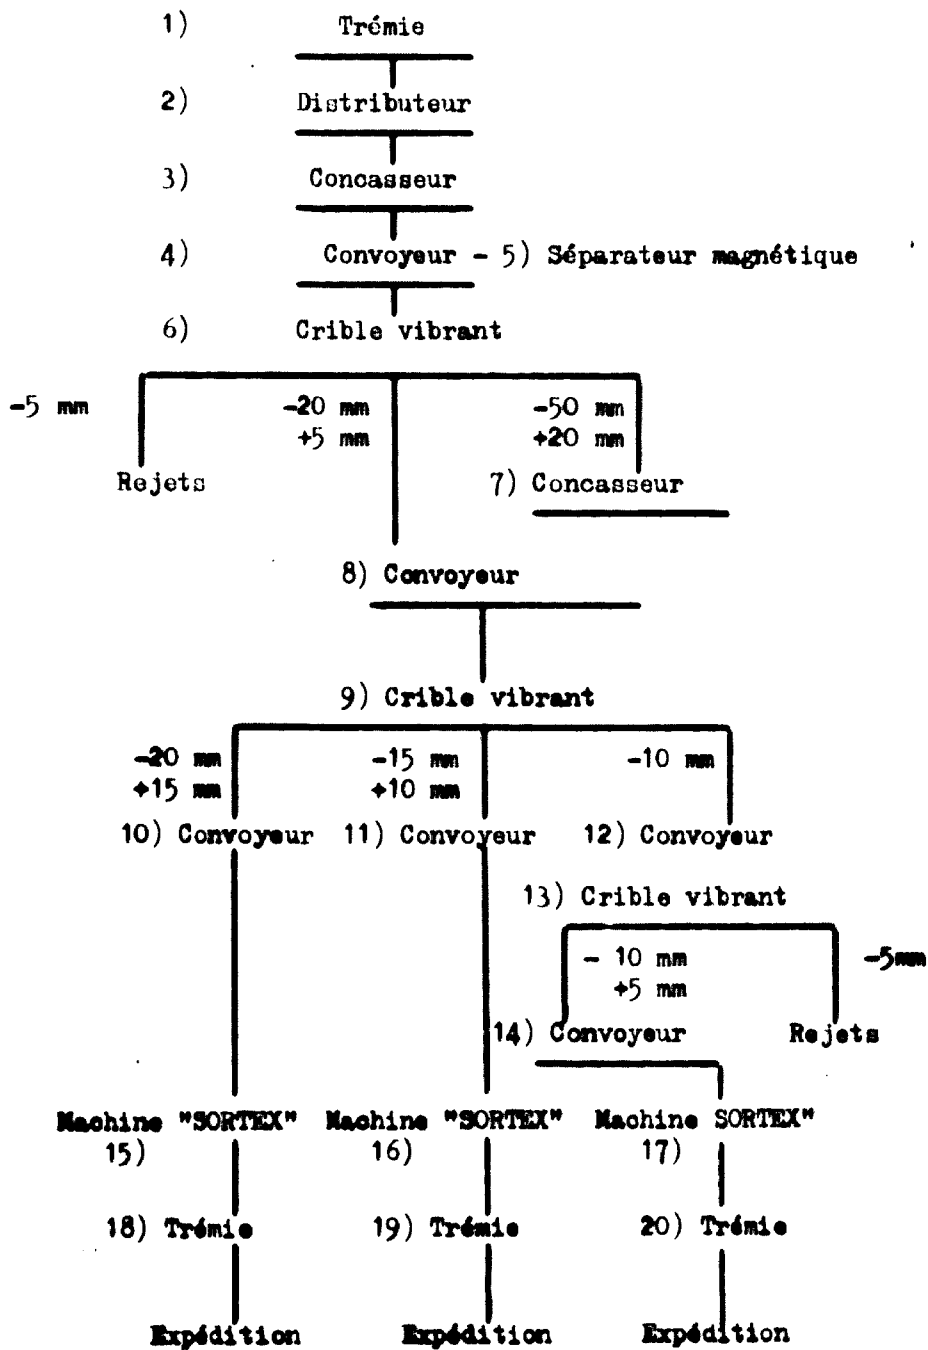 1) Trémie
2) Distributeur
3) Concasseur
4) Convoyeur - 5) Séparateur magnétique
6) Crible vibrant
-5 mm -20 mm -50 mm
+5 mm +20 mm
Rejets 7) Concasseur
8) Convoyeur
9) Crible vibrant
-20 mm -15 mm -10 mm
+15 mm +10 mm
10) Convoyeur 11) Convoyeur 12) Convoyeur
13) Crible vibrant
- 10 mm -5mm
+5 mm
14) Convoyeur Rejets
Machine "SORTEX" Machine "SORTEX" Machine SORTEX"
15) 16) 17)
18) Trémie 19) Trémie 20) Trémie
Expédition Expédition Expédition